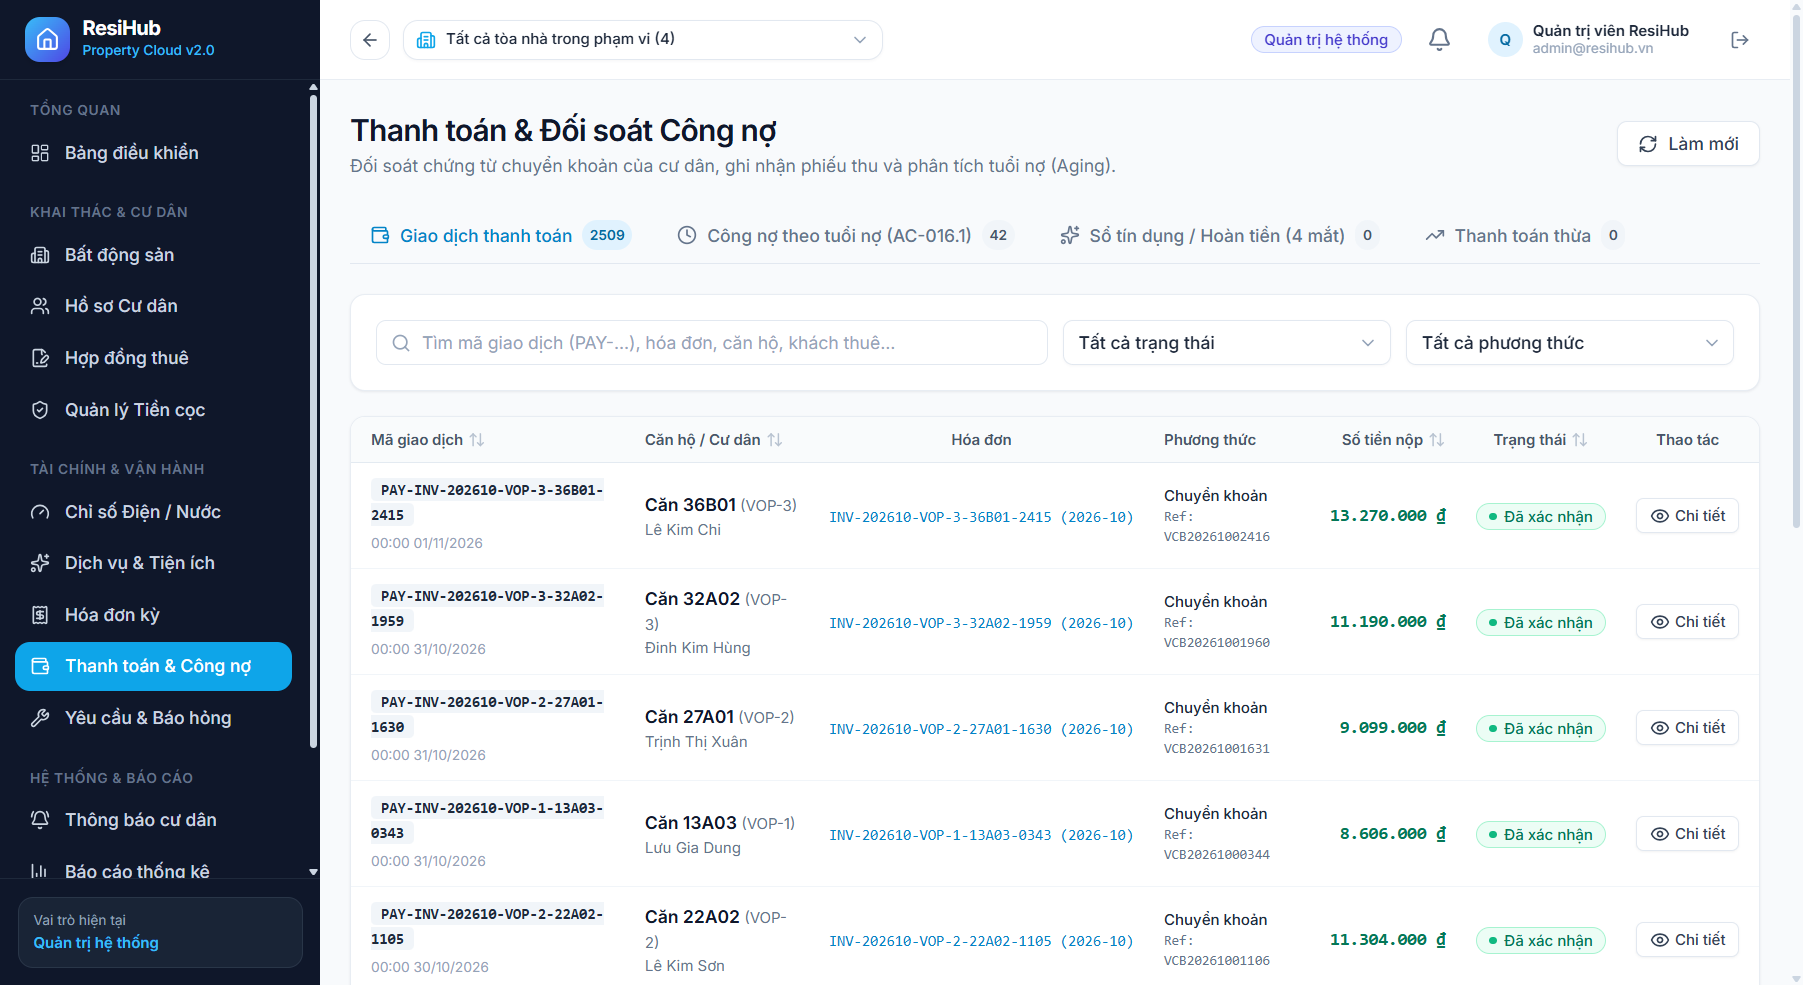 ResiHub
Property Cloud v2.0
TỔNG QUAN
Bảng điều khiển
KHAI THÁC & CƯ DÂN
Bất động sản
Hồ sơ Cư dân
Hợp đồng thuê
Quản lý Tiền cọc
TÀI CHÍNH & VẬN HÀNH
Chỉ số Điện / Nước
Dịch vụ & Tiện ích
Hóa đơn kỳ
Thanh toán & Công nợ
Yêu cầu & Báo hỏng
HỆ THỐNG & BÁO CÁO
Thông báo cư dân
Báo cáo thống kê
Vai trò hiện tại
Quản trị hệ thống
Tất cả tòa nhà trong phạm vi (4)
Quản trị hệ thống
Q
Quản trị viên ResiHub
admin@resihub.vn
Thanh toán & Đối soát Công nợ
Đối soát chứng từ chuyển khoản của cư dân, ghi nhận phiếu thu và phân tích tuổi nợ (Aging).
Làm mới
Giao dịch thanh toán 2509
Công nợ theo tuổi nợ (AC-016.1) 42
Sổ tín dụng / Hoàn tiền (4 mắt) 0
Thanh toán thừa 0
Tìm mã giao dịch (PAY-...), hóa đơn, căn hộ, khách thuê...
Tất cả trạng thái
Tất cả phương thức
Mã giao dịch
Căn hộ / Cư dân
Hóa đơn
Phương thức
Số tiền nộp
Trạng thái
Thao tác
PAY-INV-202610-VOP-3-36B01-
2415
00:00 01/11/2026
Căn 36B01 (VOP-3)
Lê Kim Chi
INV-202610-VOP-3-36B01-2415 (2026-10)
Chuyển khoản
Ref:
VCB20261002416
13.270.000 ₫
Đã xác nhận
Chi tiết
PAY-INV-202610-VOP-3-32A02-
1959
00:00 31/10/2026
Căn 32A02 (VOP-
3)
Đinh Kim Hùng
INV-202610-VOP-3-32A02-1959 (2026-10)
Chuyển khoản
Ref:
VCB20261001960
11.190.000 ₫
Đã xác nhận
Chi tiết
PAY-INV-202610-VOP-2-27A01-
1630
00:00 31/10/2026
Căn 27A01 (VOP-2)
Trịnh Thị Xuân
INV-202610-VOP-2-27A01-1630 (2026-10)
Chuyển khoản
Ref:
VCB20261001631
9.099.000 ₫
Đã xác nhận
Chi tiết
PAY-INV-202610-VOP-1-13A03-
0343
00:00 31/10/2026
Căn 13A03 (VOP-1)
Lưu Gia Dung
INV-202610-VOP-1-13A03-0343 (2026-10)
Chuyển khoản
Ref:
VCB20261000344
8.606.000 ₫
Đã xác nhận
Chi tiết
PAY-INV-202610-VOP-2-22A02-
1105
00:00 30/10/2026
Căn 22A02 (VOP-
2)
Lê Kim Sơn
INV-202610-VOP-2-22A02-1105 (2026-10)
Chuyển khoản
Ref:
VCB20261001106
11.304.000 ₫
Đã xác nhận
Chi tiết